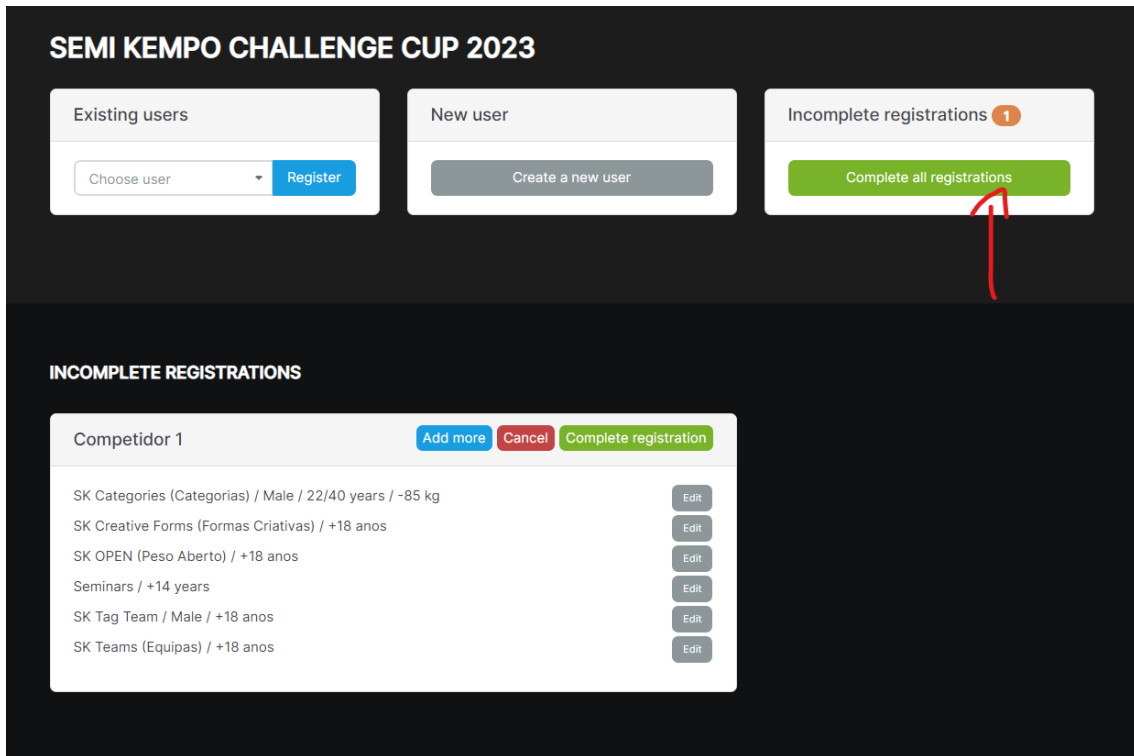 SEMI KEMPO CHALLENGE CUP 2023
Existing users
Choose user
Register
New user
Create a new user
Incomplete registrations 1
Complete all registrations
INCOMPLETE REGISTRATIONS
Competidor 1 Add more Cancel Complete registration
SK Categories (Categorias) / Male / 22/40 years / -85 kg Edit
SK Creative Forms (Formas Criativas) / +18 anos Edit
SK OPEN (Peso Aberto) / +18 anos Edit
Seminars / +14 years Edit
SK Tag Team / Male / +18 anos Edit
SK Teams (Equipas) / +18 anos Edit